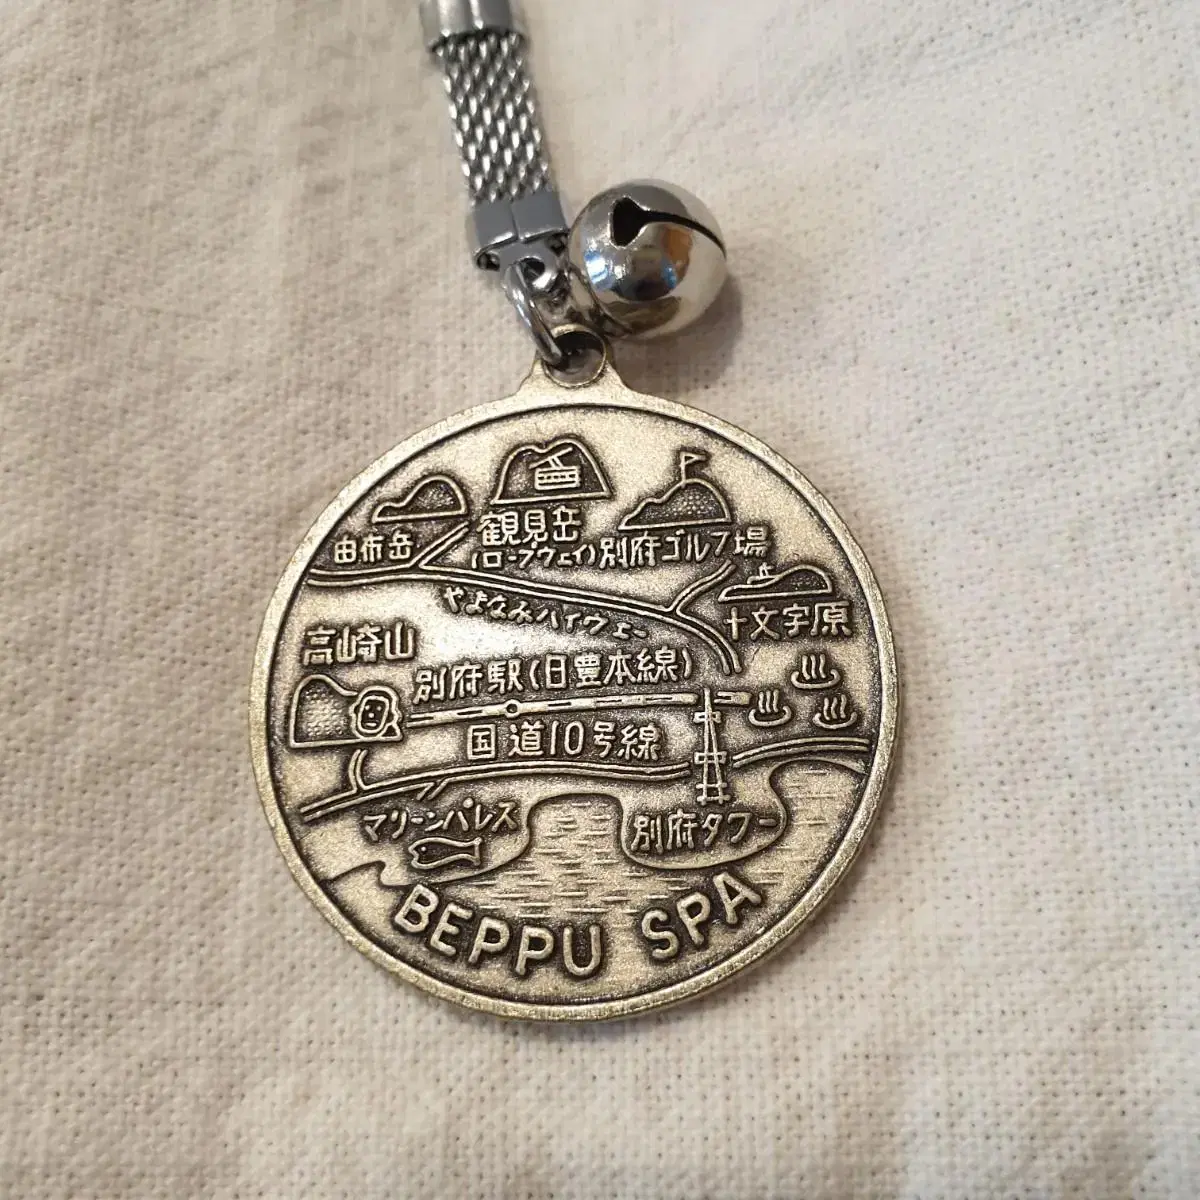 由布岳
観見岳
(ロープウェイ)
別府ゴルフ場
やまなみハイウェー
十文字原
高崎山
別府駅(日豊本線)
国道10号線
マリーンパレス
別府タワー
BEPPU SPA